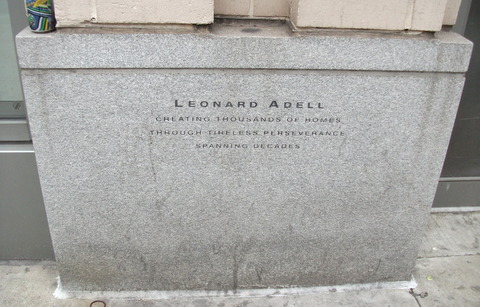 LEONARD ADELL
CREATING THOUSANDS OF HOMES
THROUGH TIRELESS PERSEVERANCE
SPANNING DECADES